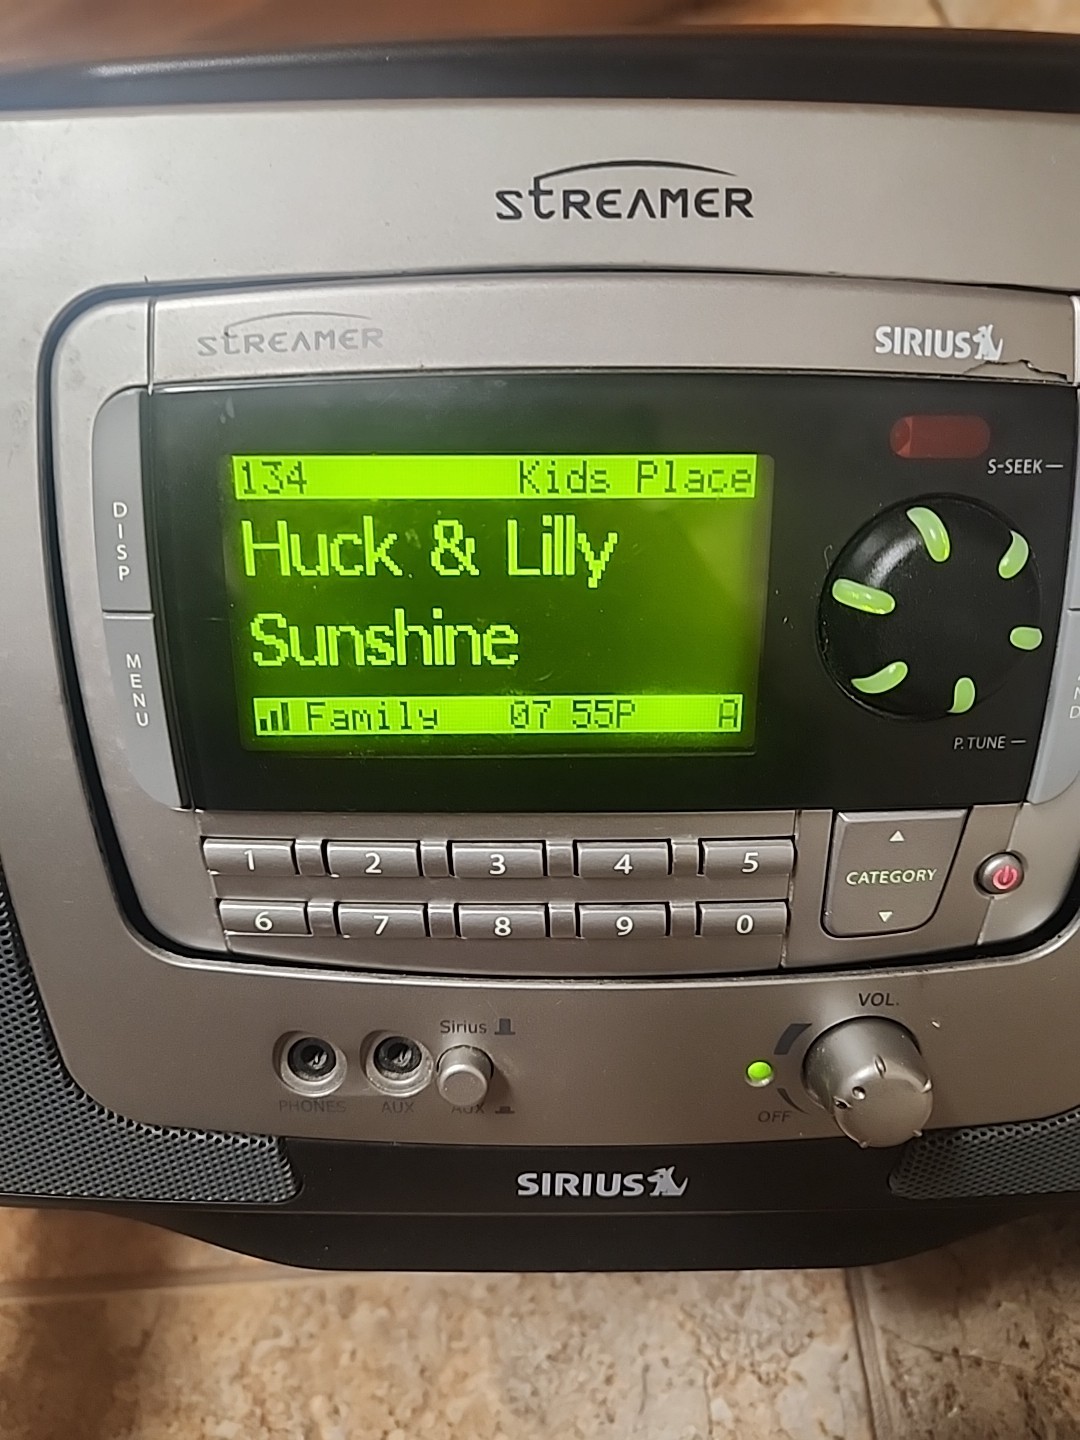 STREAMER
STREAMER
SIRIUS
S-SEEK
134 Kids Place
Huck & Lilly
Sunshine
Family 07 55P A
DISP
MENU
P. TUNE
1 2 3 4 5
6 7 8 9 0
CATEGORY
VOL.
Sirius
PHONES AUX AUX
OFF
SIRIUS